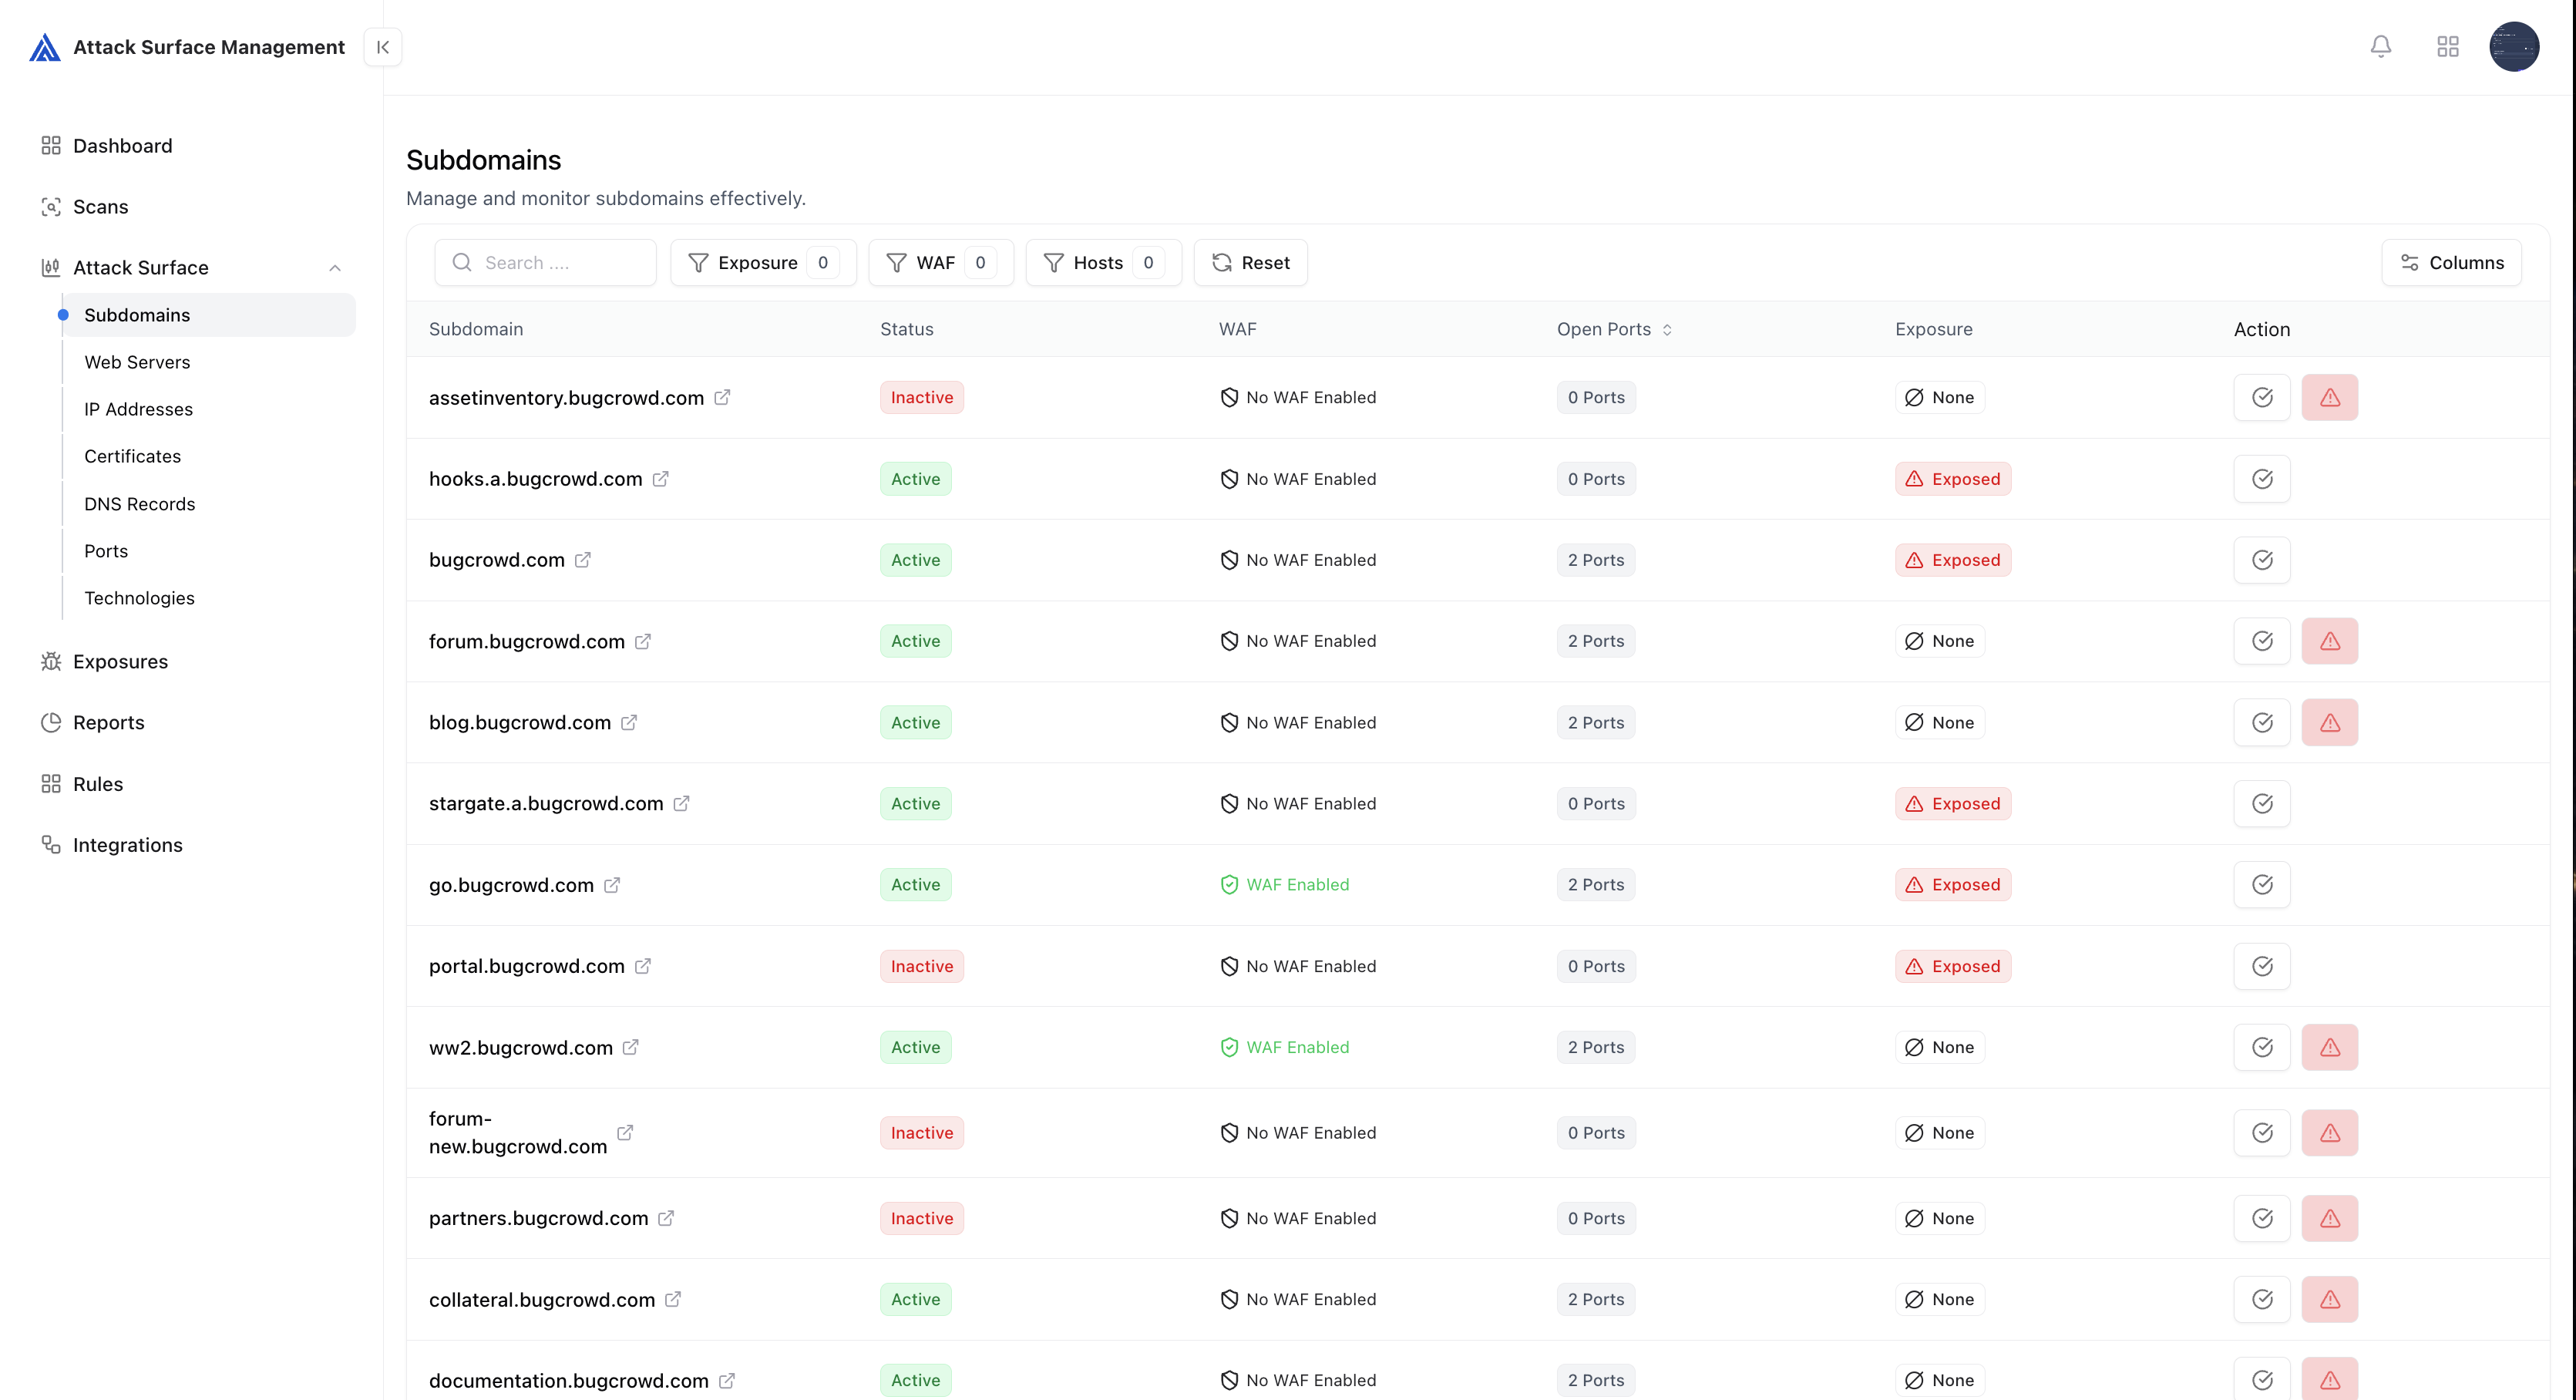 Attack Surface Management
Dashboard
Scans
Attack Surface
Subdomains
Web Servers
IP Addresses
Certificates
DNS Records
Ports
Technologies
Exposures
Reports
Rules
Integrations
Subdomains
Manage and monitor subdomains effectively.
Search .... Exposure 0 WAF 0 Hosts 0 Reset Columns
Subdomain Status WAF Open Ports Exposure Action
assetinventory.bugcrowd.com Inactive No WAF Enabled 0 Ports None
hooks.a.bugcrowd.com Active No WAF Enabled 0 Ports Exposed
bugcrowd.com Active No WAF Enabled 2 Ports Exposed
forum.bugcrowd.com Active No WAF Enabled 2 Ports None
blog.bugcrowd.com Active No WAF Enabled 2 Ports None
stargate.a.bugcrowd.com Active No WAF Enabled 0 Ports Exposed
go.bugcrowd.com Active WAF Enabled 2 Ports Exposed
portal.bugcrowd.com Inactive No WAF Enabled 0 Ports Exposed
ww2.bugcrowd.com Active WAF Enabled 2 Ports None
forum-
new.bugcrowd.com Inactive No WAF Enabled 0 Ports None
partners.bugcrowd.com Inactive No WAF Enabled 0 Ports None
collateral.bugcrowd.com Active No WAF Enabled 2 Ports None
documentation.bugcrowd.com Active No WAF Enabled 2 Ports None